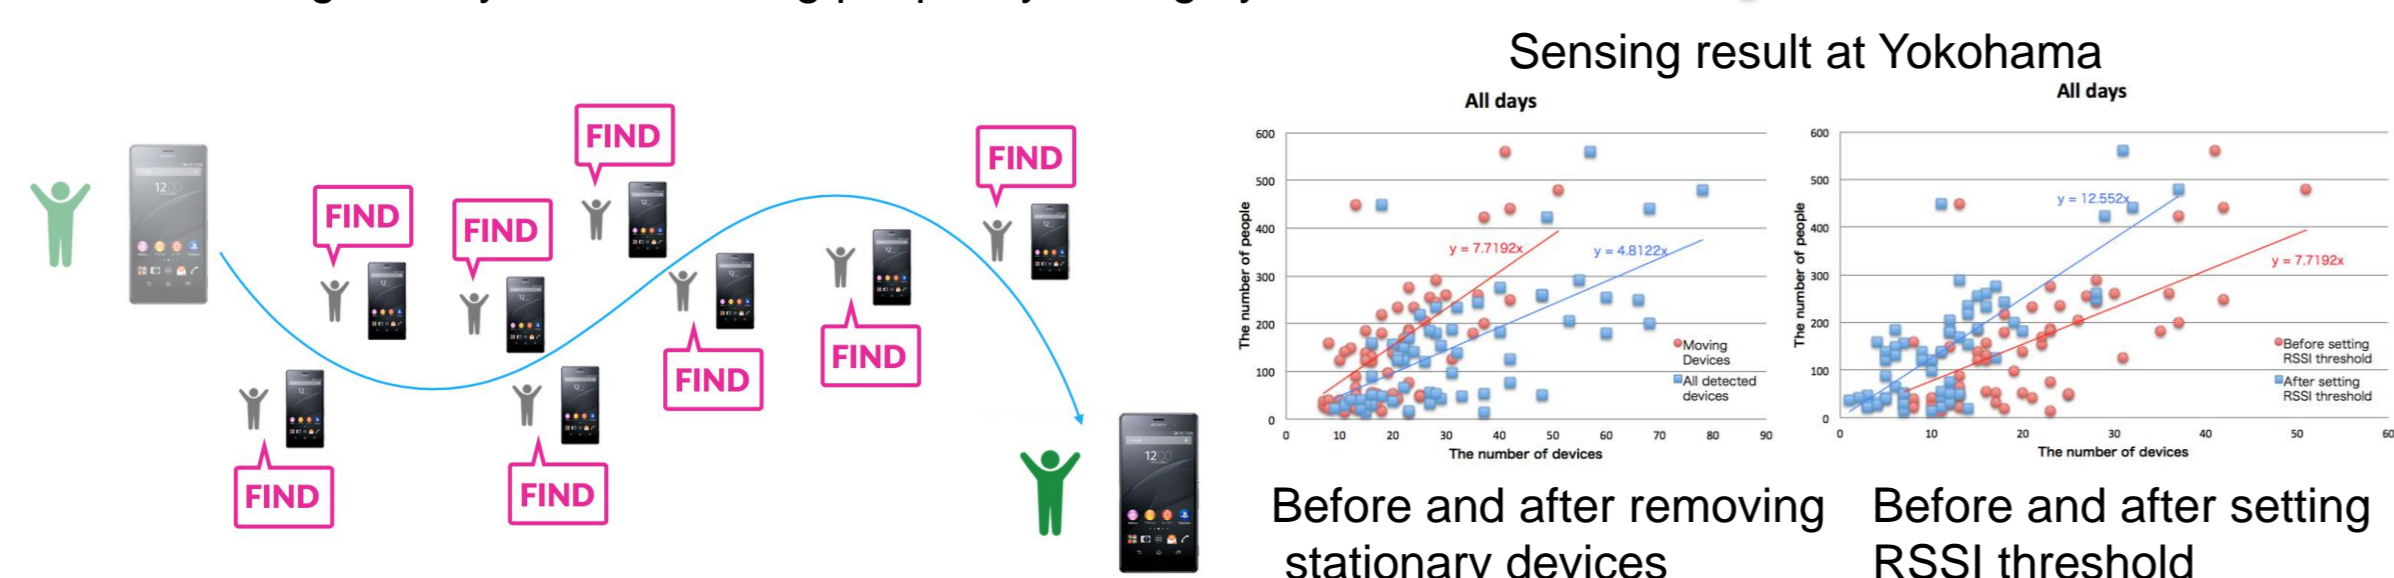 Sensing result at Yokohama
FIND
FIND
FIND
FIND
FIND
FIND
FIND
FIND
FIND
12:00
12:00
All days
The number of people
600
500
400
300
200
100
0
y = 7.7192x
y = 4.8122x
Moving
Devices
All detected
devices
0 10 20 30 40 50 60 70 80 90
The number of devices
All days
The number of people
600
500
400
300
200
100
0
y = 12.552x
y = 7.7192x
Before setting
RSSI threshold
After setting
RSSI threshold
0 10 20 30 40 50 60
The number of devices
Before and after removing
stationary devices
Before and after setting
RSSI threshold